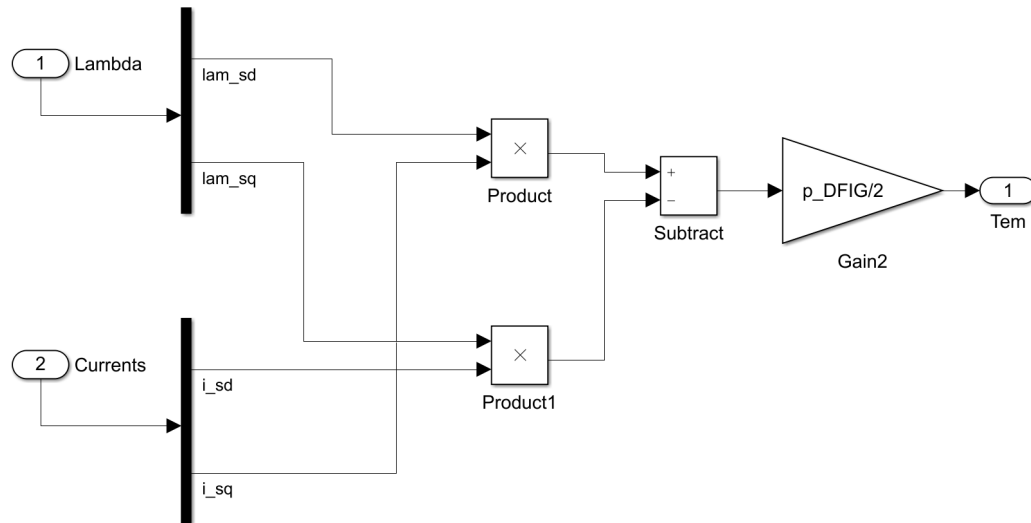 1
Lambda
lam_sd
lam_sq
×
Product
+
−
Subtract
p_DFIG/2
Gain2
1
Tem
2
Currents
i_sd
i_sq
×
Product1